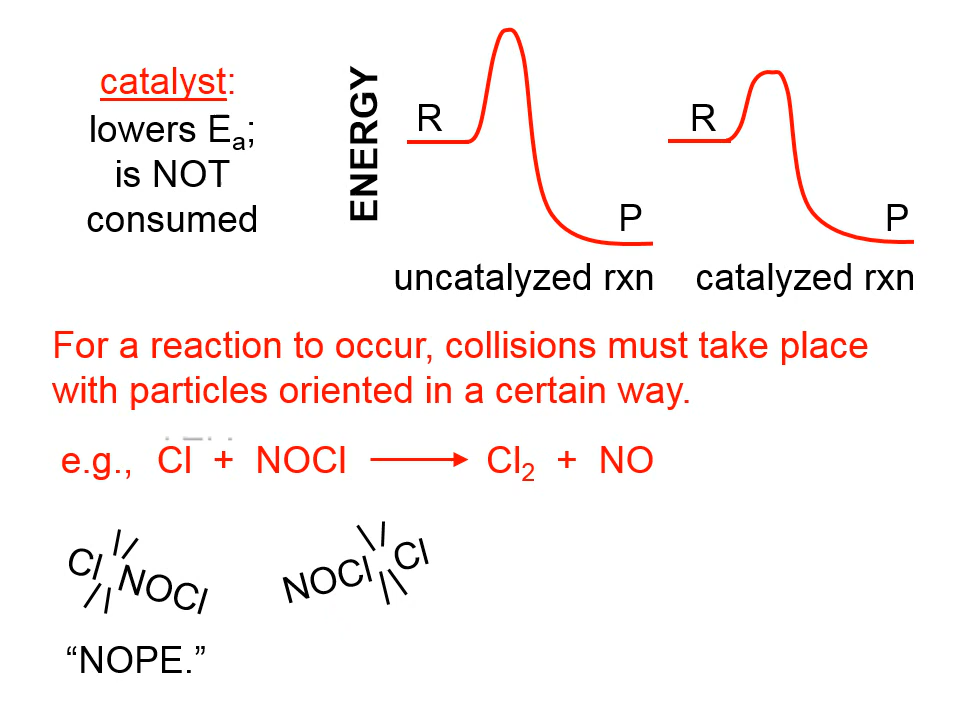 catalyst:
lowers Eₐ;
is NOT
consumed
ENERGY
R
P
uncatalyzed rxn
R
P
catalyzed rxn
For a reaction to occur, collisions must take place
with particles oriented in a certain way.
e.g., Cl + NOCl ⟶ Cl₂ + NO
Cl NOCl
NOCl Cl
“NOPE.”